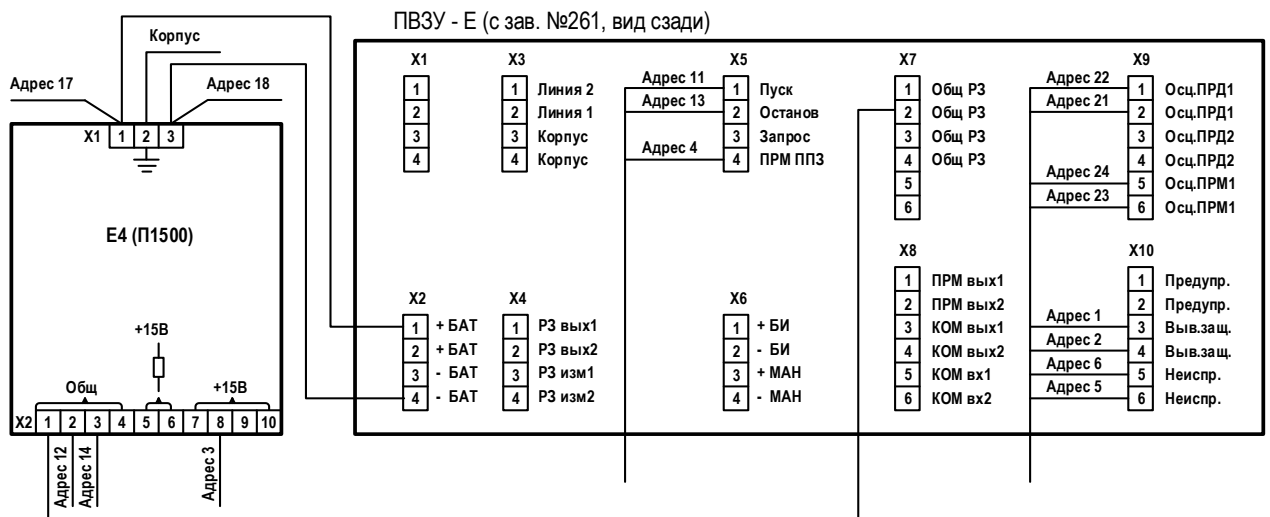 ПВЗУ - Е (с зав. №261, вид сзади)
Корпус
Адрес 17
Адрес 18
X1 1 2 3
Е4 (П1500)
+15В
Общ
+15В
X2 1 2 3 4 5 6 7 8 9 10
Адрес 12
Адрес 14
Адрес 3
X1
1
2
3
4
X3
1 Линия 2
2 Линия 1
3 Корпус
4 Корпус
X5
Адрес 11 1 Пуск
Адрес 13 2 Останов
3 Запрос
Адрес 4 4 ПРМ ППЗ
X7
1 Общ РЗ
2 Общ РЗ
3 Общ РЗ
4 Общ РЗ
5
6
X9
Адрес 22 1 Осц.ПРД1
Адрес 21 2 Осц.ПРД1
3 Осц.ПРД2
4 Осц.ПРД2
Адрес 24 5 Осц.ПРМ1
Адрес 23 6 Осц.ПРМ1
X2
1 + БАТ
2 + БАТ
3 - БАТ
4 - БАТ
X4
1 РЗ вых1
2 РЗ вых2
3 РЗ изм1
4 РЗ изм2
X6
1 + БИ
2 - БИ
3 + МАН
4 - МАН
X8
1 ПРМ вых1
2 ПРМ вых2
3 КОМ вых1
4 КОМ вых2
5 КОМ вх1
6 КОМ вх2
X10
1 Предупр.
2 Предупр.
Адрес 1 3 Выв.защ.
Адрес 2 4 Выв.защ.
Адрес 6 5 Неиспр.
Адрес 5 6 Неиспр.